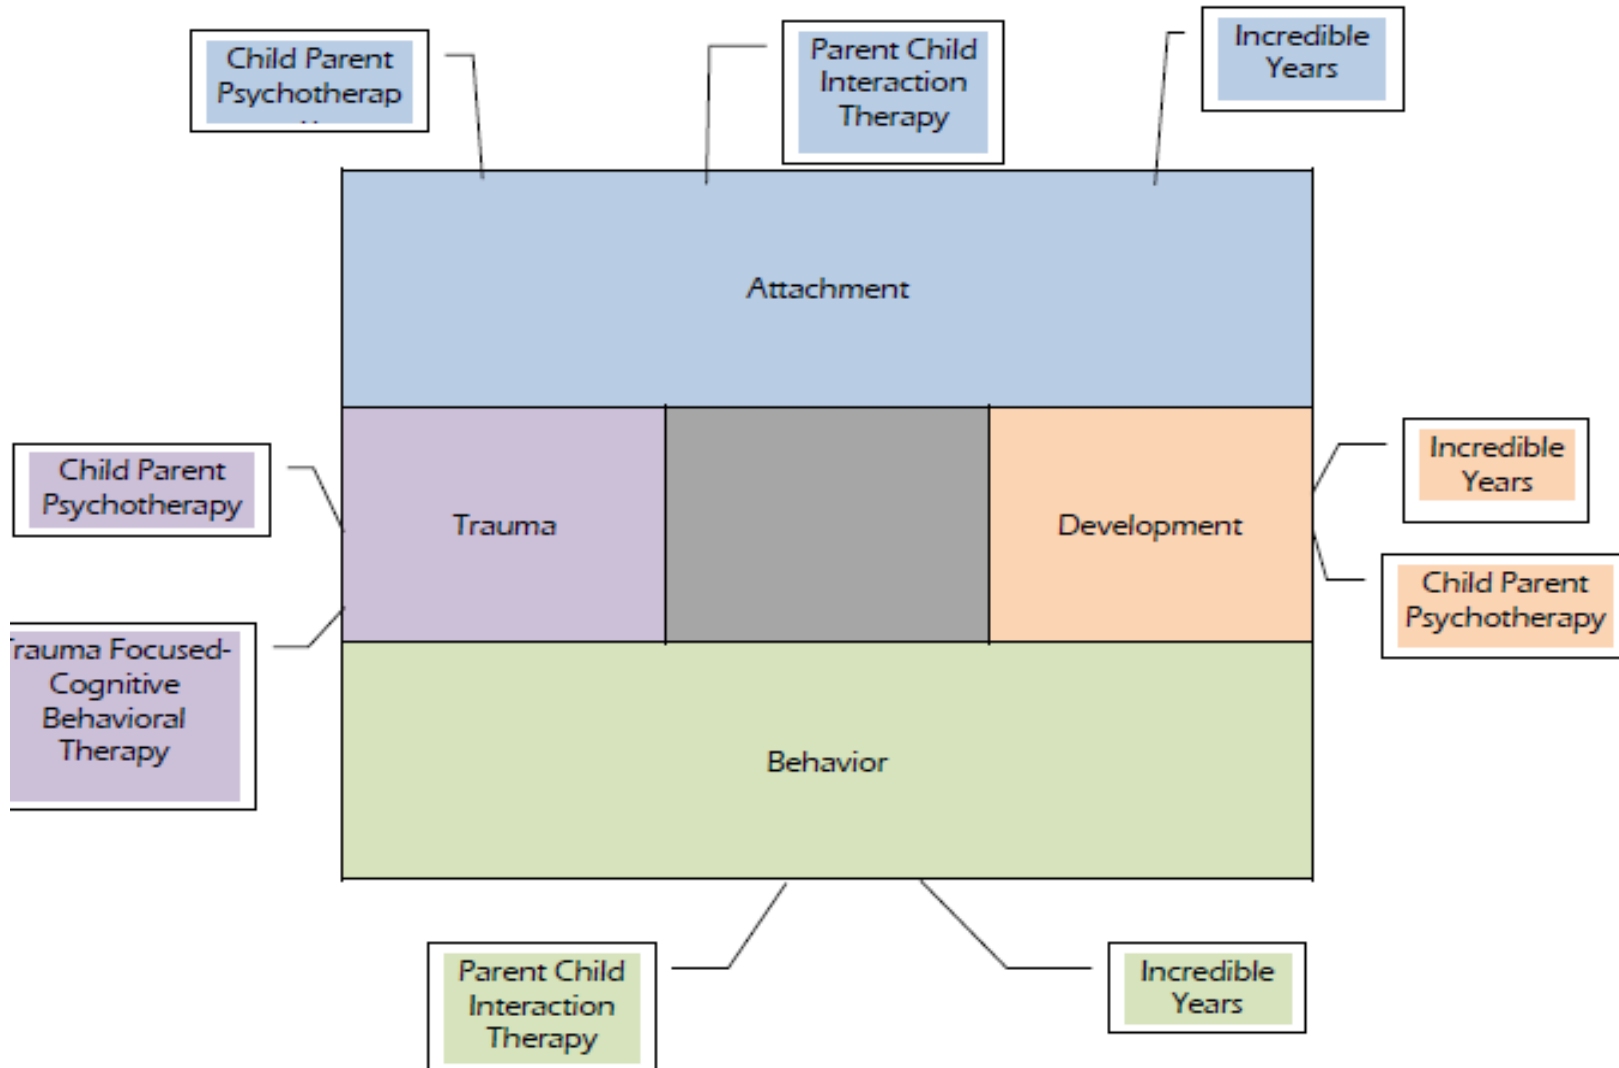 Child Parent
Psychotherap
Parent Child
Interaction
Therapy
Incredible
Years
Attachment
Child Parent
Psychotherapy
Trauma
Development
Incredible
Years
Child Parent
Psychotherapy
Trauma Focused-
Cognitive
Behavioral
Therapy
Behavior
Parent Child
Interaction
Therapy
Incredible
Years